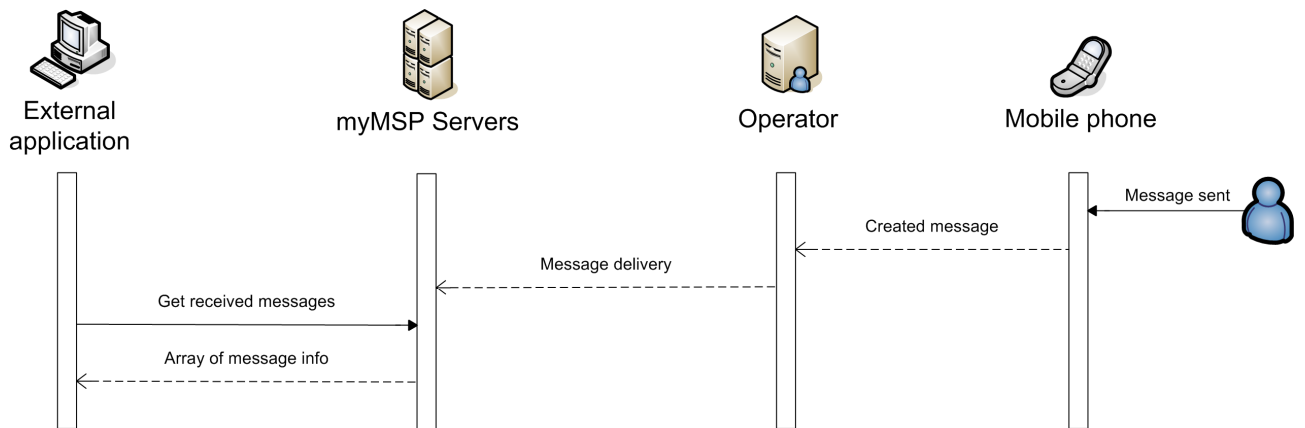 External
application
myMSP Servers
Operator
Mobile phone
Message sent
Created message
Message delivery
Get received messages
Array of message info